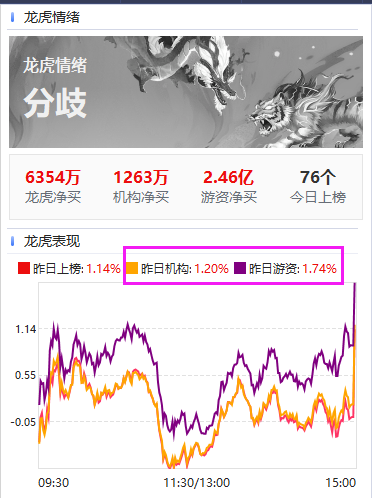 龙虎情绪
龙虎情绪
分歧
6354万 1263万 2.46亿 76个
龙虎净买 机构净买 游资净买 今日上榜
龙虎表现
昨日上榜: 1.14% 昨日机构: 1.20% 昨日游资: 1.74%
1.14
0.55
-0.05
09:30 11:30/13:00 15:00